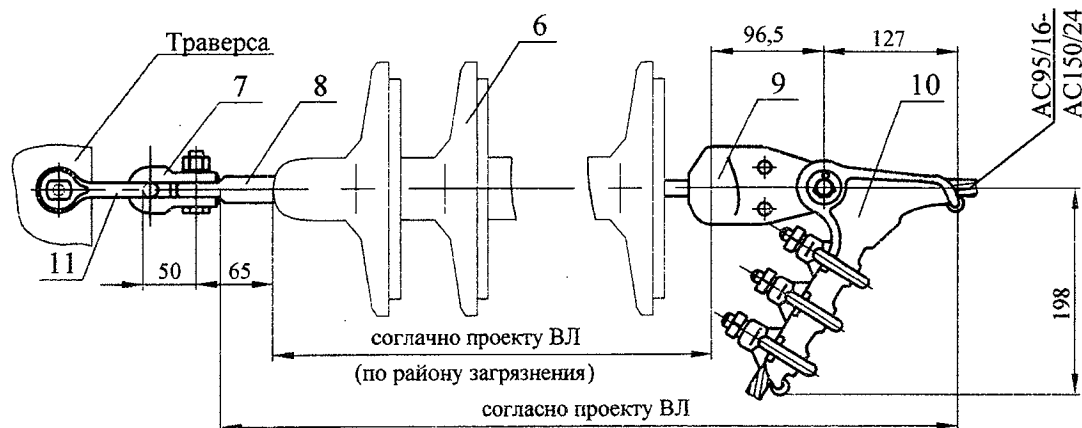 Траверса
7
8
6
96,5
127
9
10
АС95/16-
АС150/24
11
50
65
198
соглачно проекту ВЛ
(по району загрязнения)
согласно проекту ВЛ